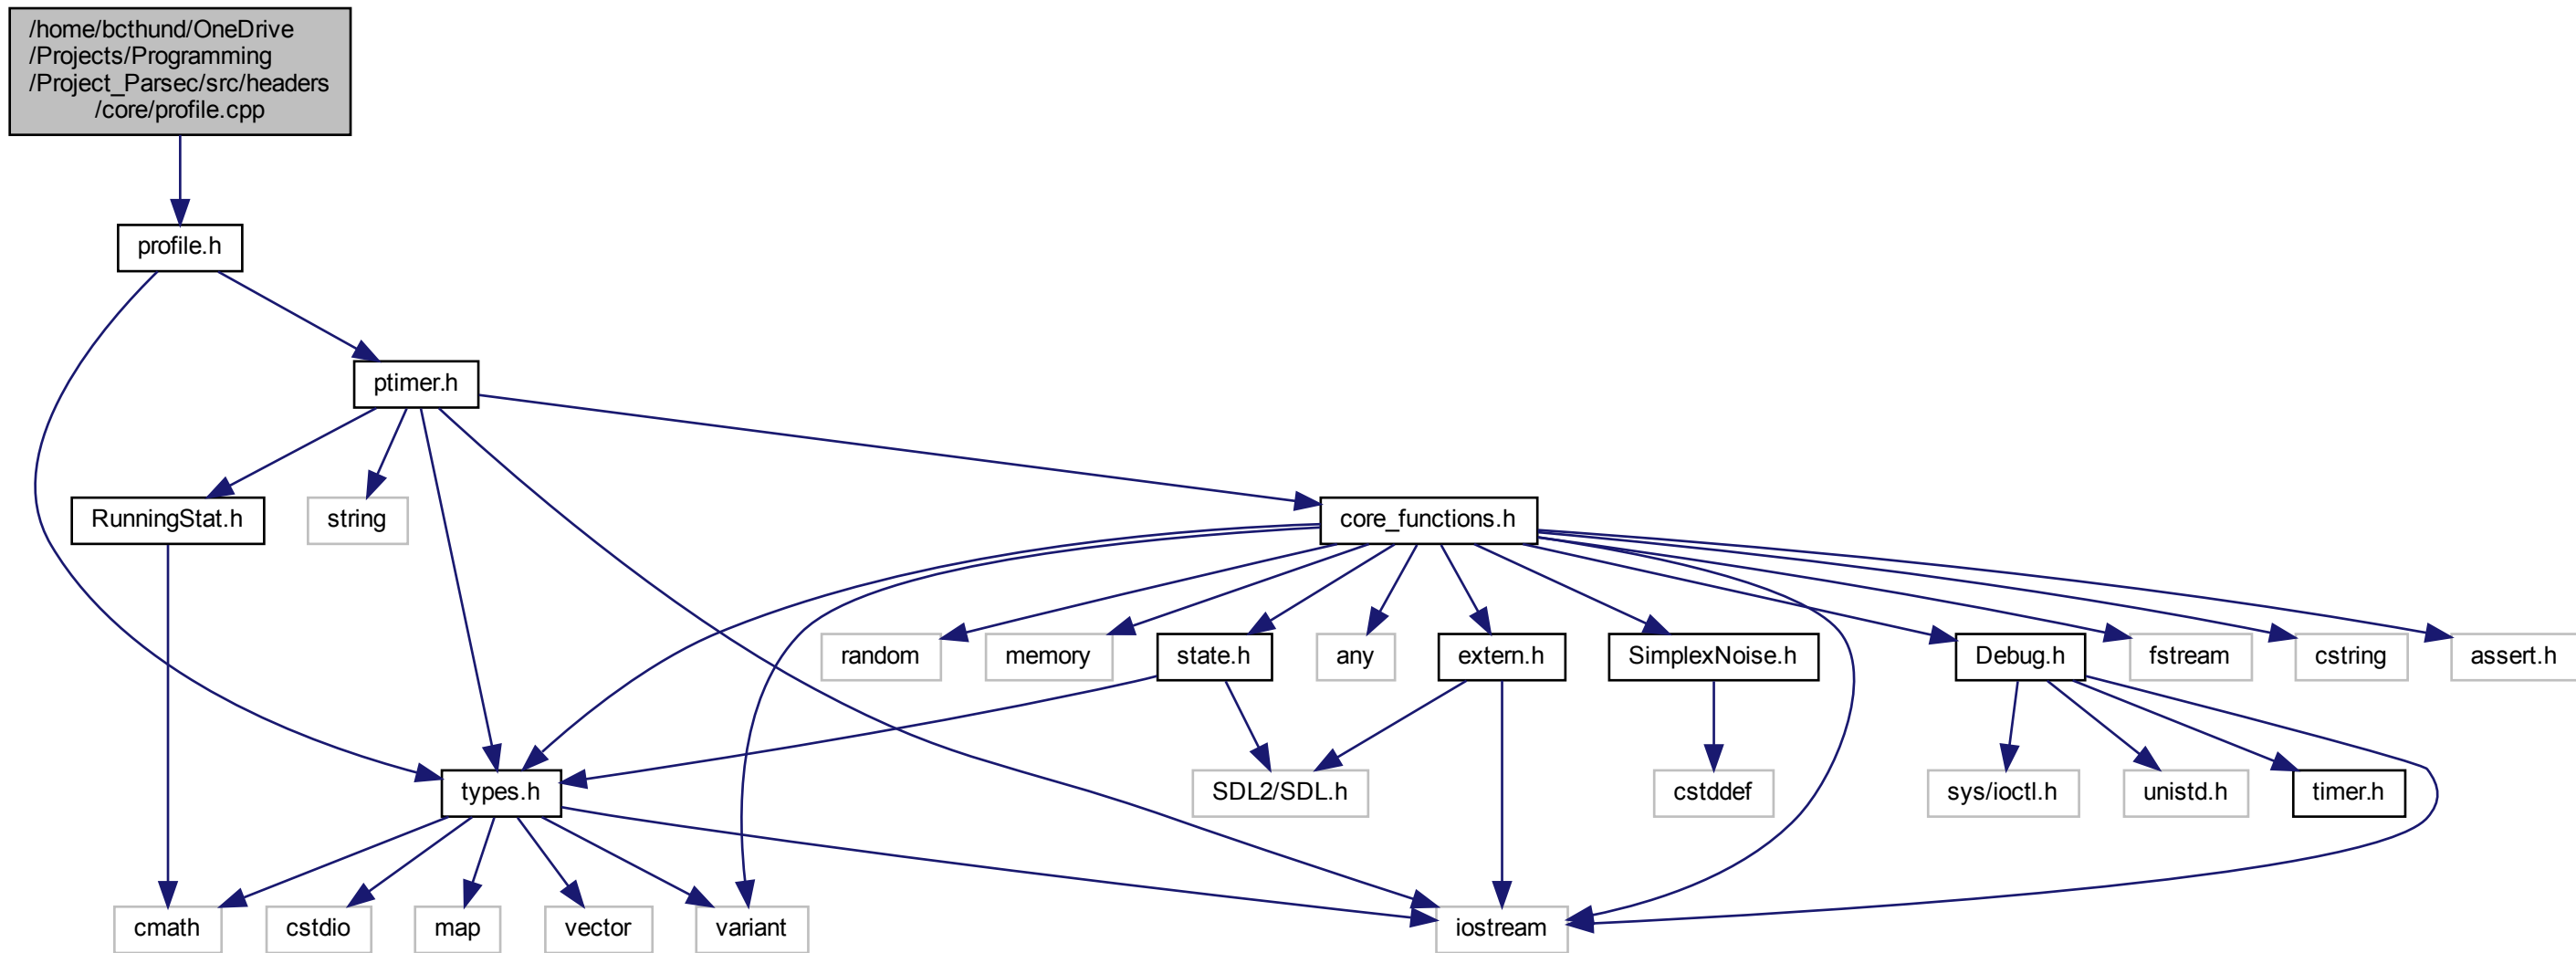 /home/bcthund/OneDrive
/Projects/Programming
/Project_Parsec/src/headers
/core/profile.cpp
profile.h
ptimer.h
RunningStat.h
string
core_functions.h
random
memory
state.h
any
extern.h
SimplexNoise.h
Debug.h
fstream
cstring
assert.h
types.h
SDL2/SDL.h
cstddef
sys/ioctl.h
unistd.h
timer.h
cmath
cstdio
map
vector
variant
iostream